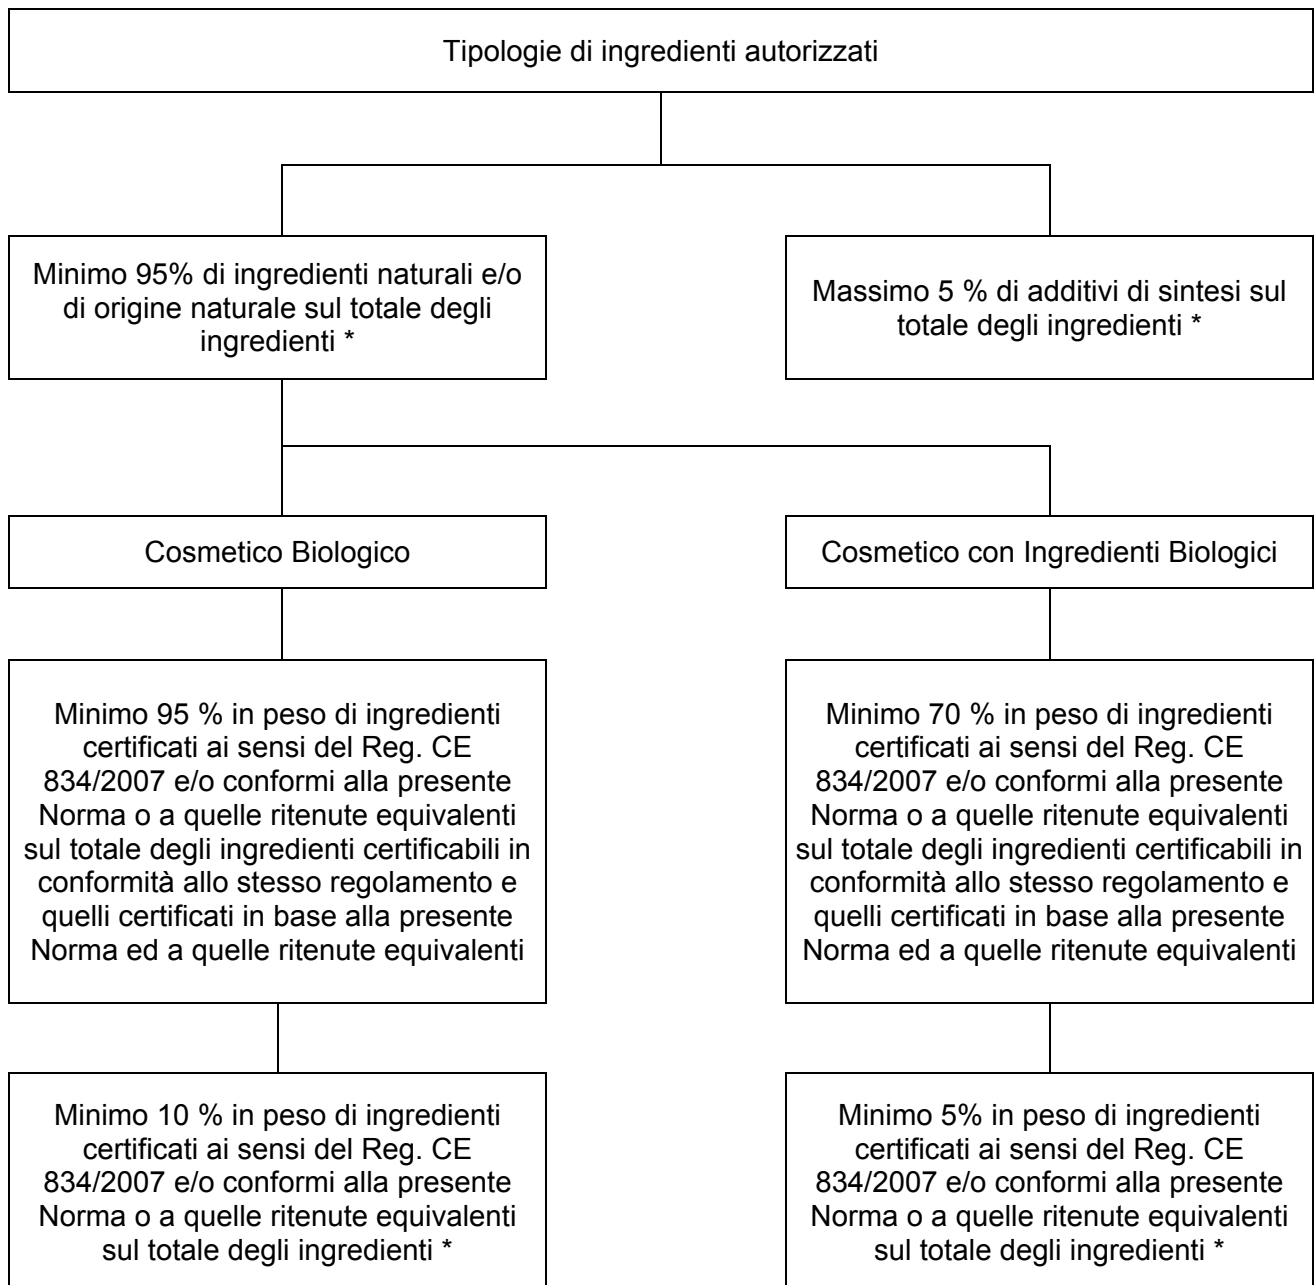 Tipologie di ingredienti autorizzati
Minimo 95% di ingredienti naturali e/o
di origine naturale sul totale degli
ingredienti *
Massimo 5 % di additivi di sintesi sul
totale degli ingredienti *
Cosmetico Biologico
Cosmetico con Ingredienti Biologici
Minimo 95 % in peso di ingredienti
certificati ai sensi del Reg. CE
834/2007 e/o conformi alla presente
Norma o a quelle ritenute equivalenti
sul totale degli ingredienti certificabili in
conformità allo stesso regolamento e
quelli certificati in base alla presente
Norma ed a quelle ritenute equivalenti
Minimo 70 % in peso di ingredienti
certificati ai sensi del Reg. CE
834/2007 e/o conformi alla presente
Norma o a quelle ritenute equivalenti
sul totale degli ingredienti certificabili in
conformità allo stesso regolamento e
quelli certificati in base alla presente
Norma ed a quelle ritenute equivalenti
Minimo 10 % in peso di ingredienti
certificati ai sensi del Reg. CE
834/2007 e/o conformi alla presente
Norma o a quelle ritenute equivalenti
sul totale degli ingredienti *
Minimo 5% in peso di ingredienti
certificati ai sensi del Reg. CE
834/2007 e/o conformi alla presente
Norma o a quelle ritenute equivalenti
sul totale degli ingredienti *